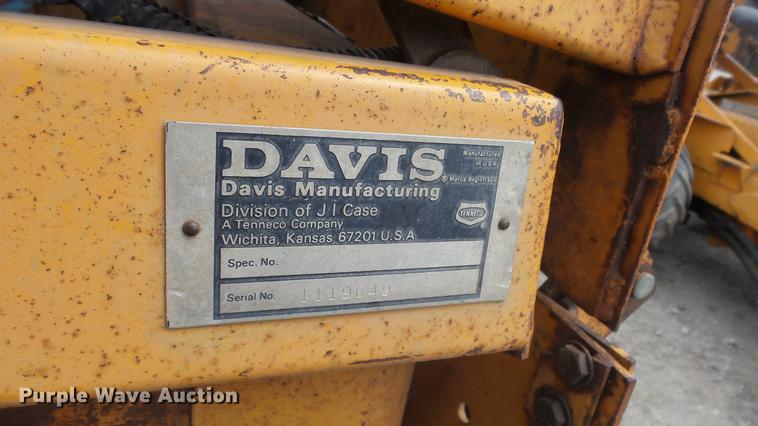 DAVIS
Manufactured
in U.S.A.
® Marca Registrada
Davis Manufacturing
Division of J I Case
A Tenneco Company
Wichita, Kansas 67201 U.S.A.
TENNECO
Spec. No.
Serial No. 1119649
Purple Wave Auction